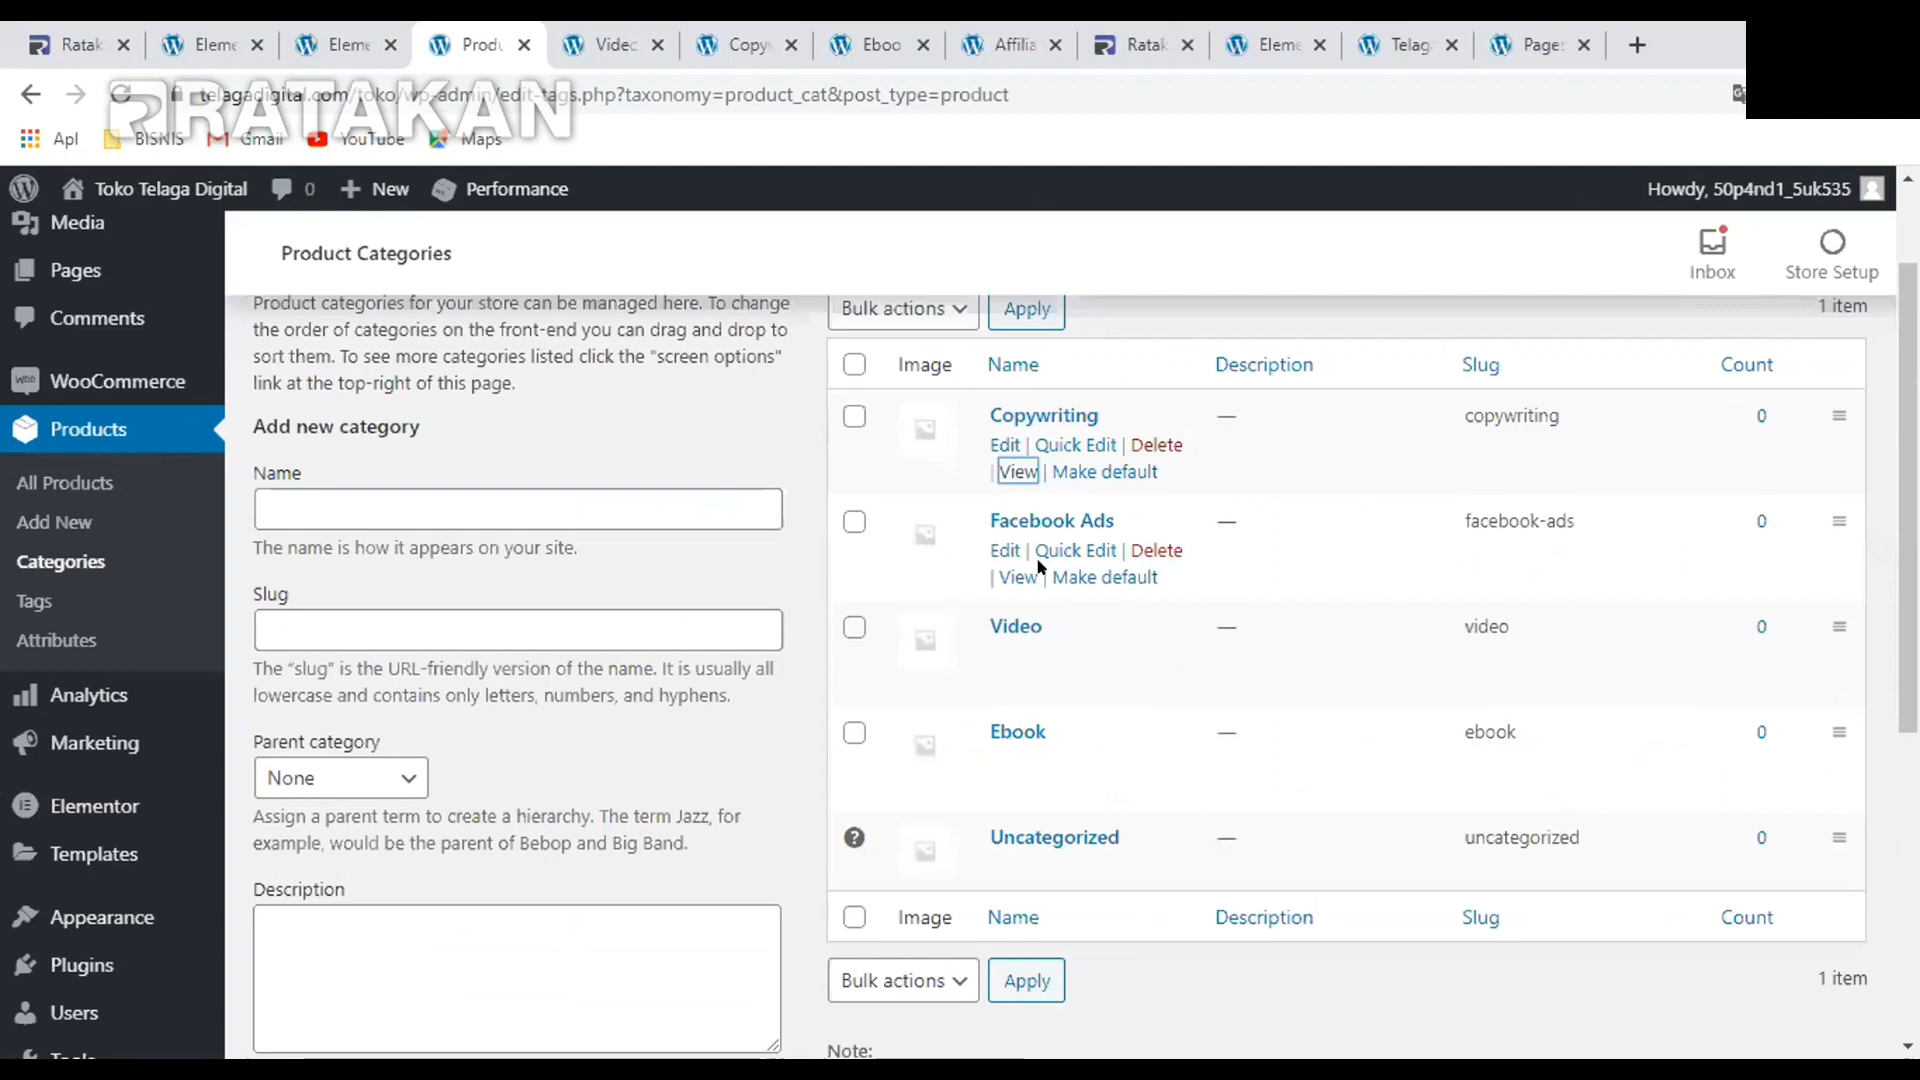 Ratak
Eleme
Eleme
Produ
Videc
Copy
Eboo
Affilia
Ratak
Eleme
Telag
Page:
telagadigital.com/toko/wp-admin/edit-tags.php?taxonomy=product_cat&post_type=product
RATAKAN
Apl
BISNIS
Gmail
YouTube
Maps
Toko Telaga Digital
0
New
Performance
Howdy, 50p4nd1_5uk535
Media
Pages
Comments
WooCommerce
Products
All Products
Add New
Categories
Tags
Attributes
Analytics
Marketing
Elementor
Templates
Appearance
Plugins
Users
Product Categories
Inbox
Store Setup
Product categories for your store can be managed here. To change
the order of categories on the front-end you can drag and drop to
sort them. To see more categories listed click the "screen options"
link at the top-right of this page.
Add new category
Name
The name is how it appears on your site.
Slug
The “slug” is the URL-friendly version of the name. It is usually all
lowercase and contains only letters, numbers, and hyphens.
Parent category
None
Assign a parent term to create a hierarchy. The term Jazz, for
example, would be the parent of Bebop and Big Band.
Description
Bulk actions Apply 1 item
Image Name Description Slug Count
Copywriting — copywriting 0
Edit | Quick Edit | Delete
| View | Make default
Facebook Ads — facebook-ads 0
Edit | Quick Edit | Delete
| View | Make default
Video — video 0
Ebook — ebook 0
Uncategorized — uncategorized 0
Image Name Description Slug Count
Bulk actions Apply 1 item
Note: